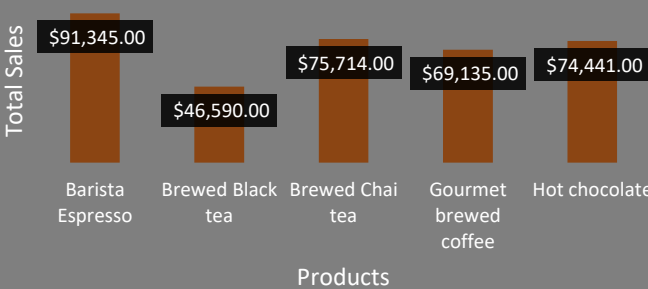 Total Sales
$91,345.00
$46,590.00
$75,714.00
$69,135.00
$74,441.00
Barista
Espresso
Brewed Black
tea
Brewed Chai
tea
Gourmet
brewed
coffee
Hot chocolate
Products